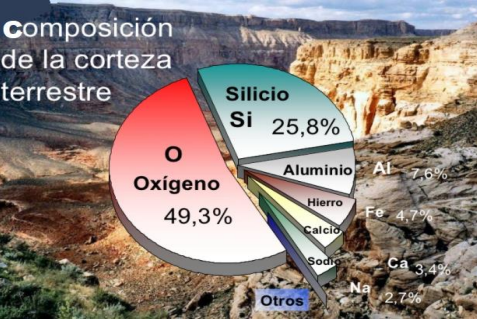 Composición
de la corteza
terrestre
Silicio
Si 25,8%
O
Oxígeno
49,3%
Aluminio Al 7,6%
Hierro Fe 4,7%
Calcio Ca 3,4%
Sodio Na 2,7%
Otros